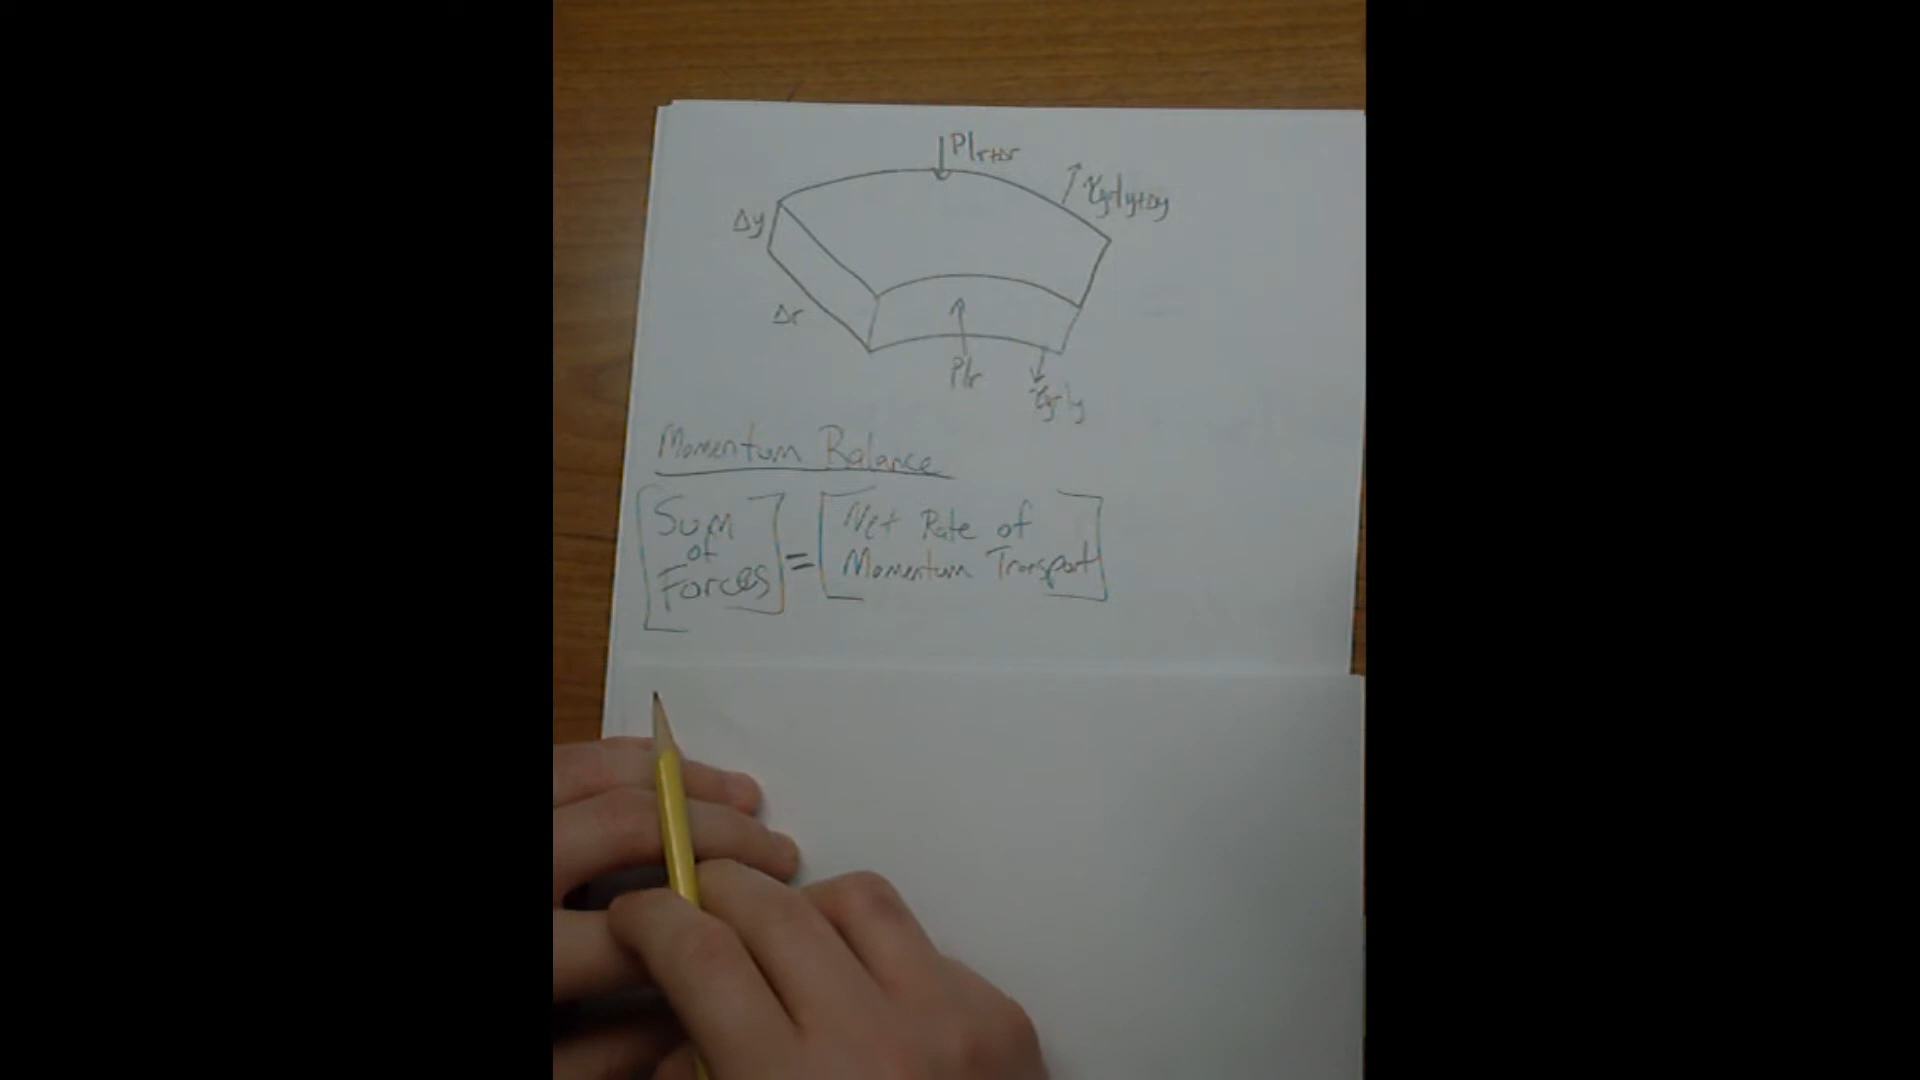 P|r+Δr
τyr|y+Δy
Δy
Δr
P|r
τyr|y
Momentum Balance
[Sum of Forces] = [Net Rate of Momentum Transport]